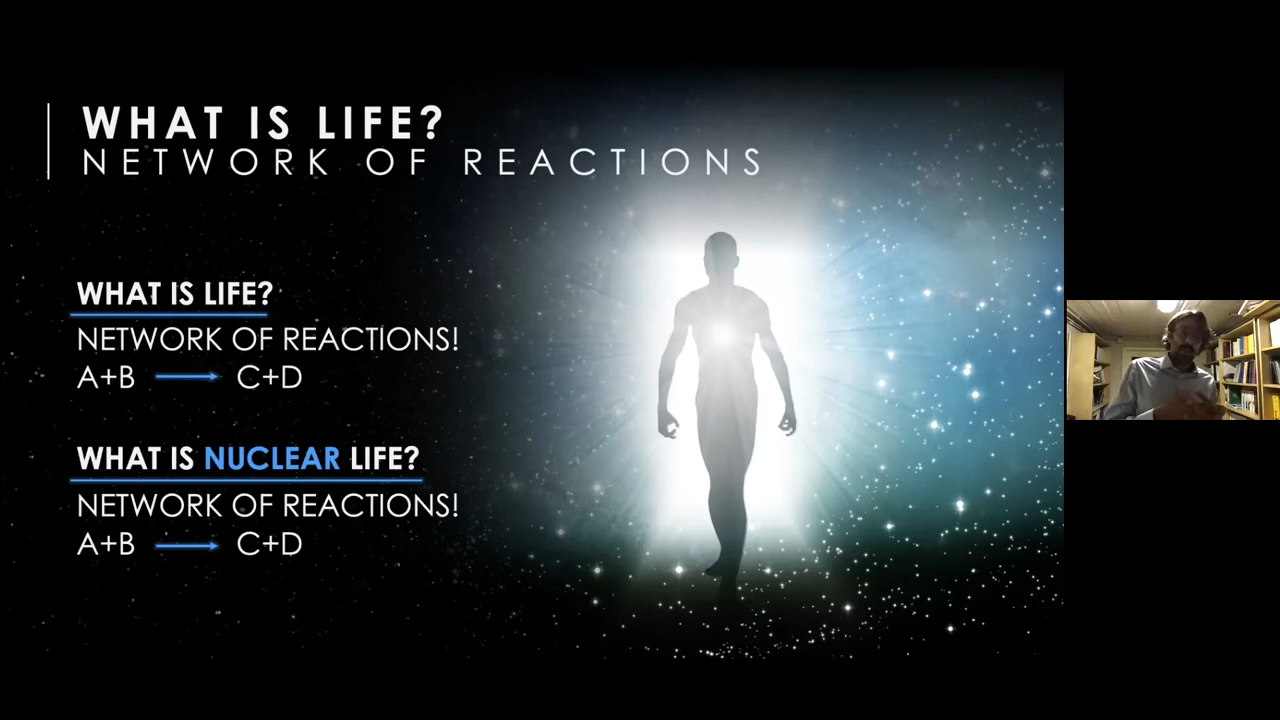 WHAT IS LIFE?
NETWORK OF REACTIONS
WHAT IS LIFE?
NETWORK OF REACTIONS!
A+B → C+D
WHAT IS NUCLEAR LIFE?
NETWORK OF REACTIONS!
A+B → C+D